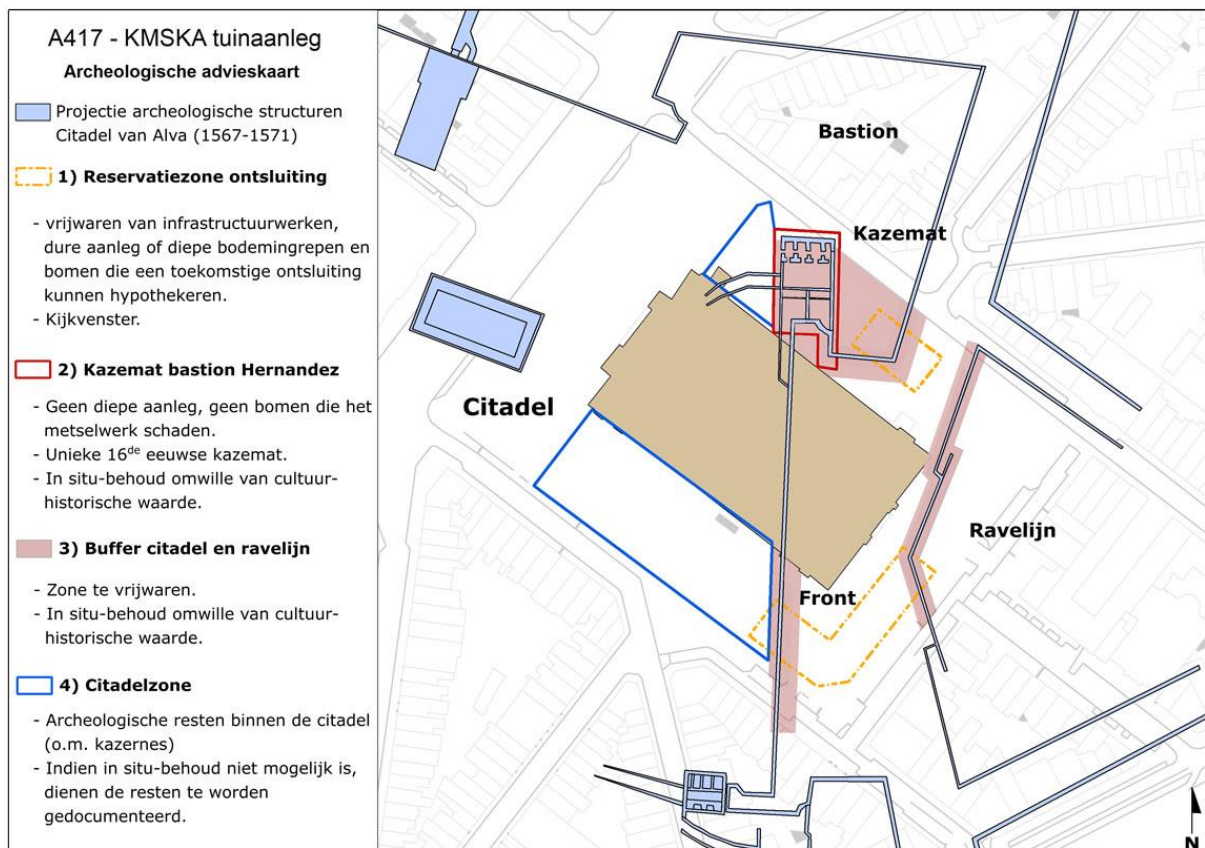 A417 - KMSKA tuinaanleg
Archeologische advieskaart
Projectie archeologische structuren
Citadel van Alva (1567-1571)
1) Reservatiezone ontsluiting
- vrijwaren van infrastructuurwerken,
dure aanleg of diepe bodemingrepen en
bomen die een toekomstige ontsluiting
kunnen hypothekeren.
- Kijkvenster.
2) Kazemat bastion Hernandez
- Geen diepe aanleg, geen bomen die het
metselwerk schaden.
- Unieke 16de eeuwse kazemat.
- In situ-behoud omwille van cultuur-
historische waarde.
3) Buffer citadel en ravelijn
- Zone te vrijwaren.
- In situ-behoud omwille van cultuur-
historische waarde.
4) Citadelzone
- Archeologische resten binnen de citadel
(o.m. kazernes)
- Indien in situ-behoud niet mogelijk is,
dienen de resten te worden
gedocumenteerd.
Bastion
Kazemat
Citadel
Ravelijn
Front
N